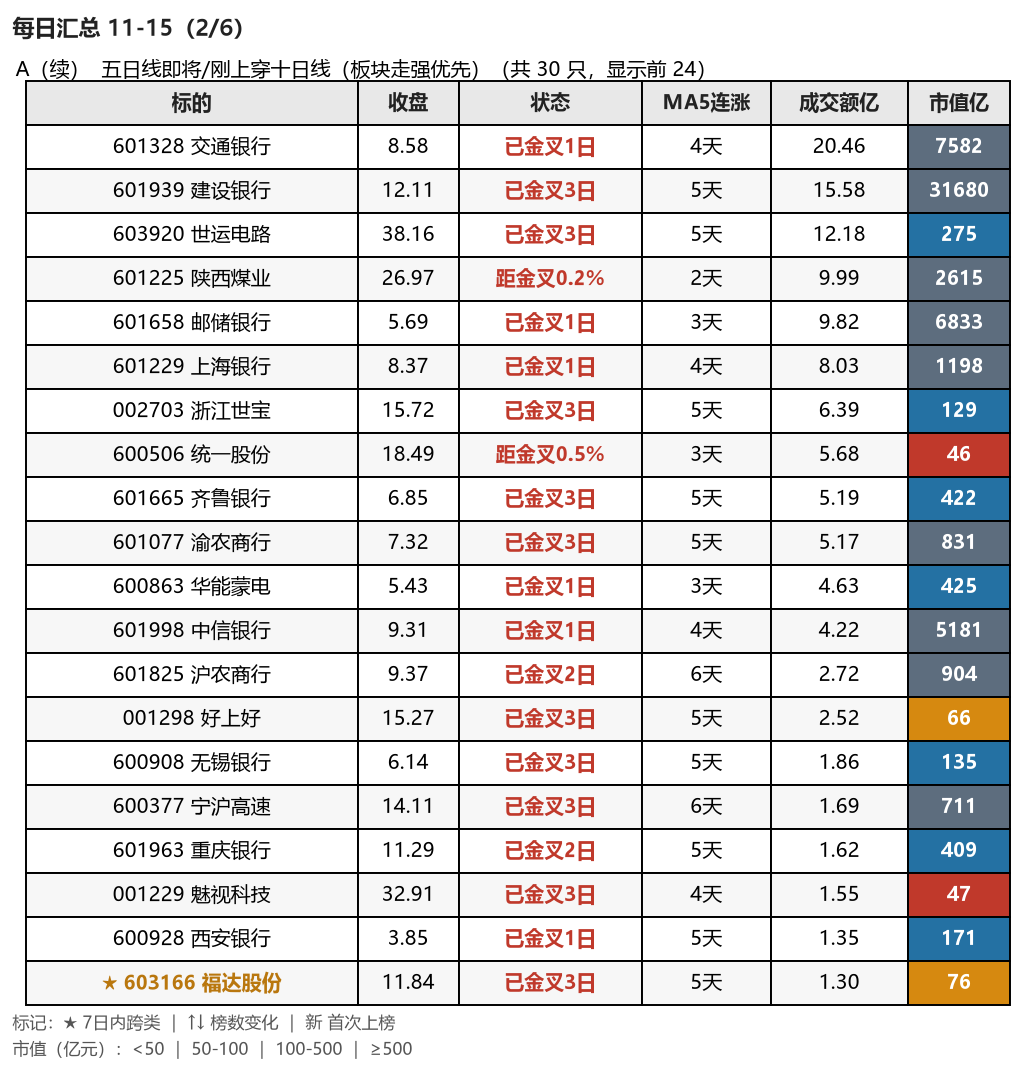 每日汇总 11-15（2/6）
A（续） 五日线即将/刚上穿十日线（板块走强优先）（共 30 只，显示前 24）
标的 收盘 状态 MA5连涨 成交额亿 市值亿
601328 交通银行 8.58 已金叉1日 4天 20.46 7582
601939 建设银行 12.11 已金叉3日 5天 15.58 31680
603920 世运电路 38.16 已金叉3日 5天 12.18 275
601225 陕西煤业 26.97 距金叉0.2% 2天 9.99 2615
601658 邮储银行 5.69 已金叉1日 3天 9.82 6833
601229 上海银行 8.37 已金叉1日 4天 8.03 1198
002703 浙江世宝 15.72 已金叉3日 5天 6.39 129
600506 统一股份 18.49 距金叉0.5% 3天 5.68 46
601665 齐鲁银行 6.85 已金叉3日 5天 5.19 422
601077 渝农商行 7.32 已金叉3日 5天 5.17 831
600863 华能蒙电 5.43 已金叉1日 3天 4.63 425
601998 中信银行 9.31 已金叉1日 4天 4.22 5181
601825 沪农商行 9.37 已金叉2日 6天 2.72 904
001298 好上好 15.27 已金叉3日 5天 2.52 66
600908 无锡银行 6.14 已金叉3日 5天 1.86 135
600377 宁沪高速 14.11 已金叉3日 6天 1.69 711
601963 重庆银行 11.29 已金叉2日 5天 1.62 409
001229 魅视科技 32.91 已金叉3日 4天 1.55 47
600928 西安银行 3.85 已金叉1日 5天 1.35 171
★ 603166 福达股份 11.84 已金叉3日 5天 1.30 76
标记：★ 7日内跨类 ｜ ↑↓ 榜数变化 ｜ 新 首次上榜
市值（亿元）：<50 ｜ 50-100 ｜ 100-500 ｜ ≥500